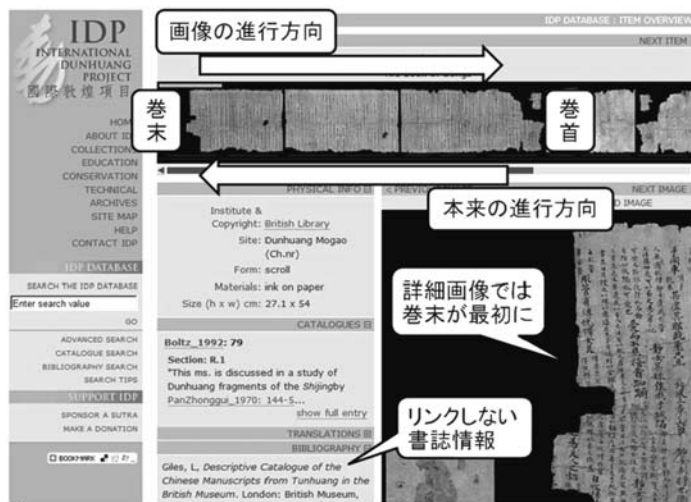 IDP
INTERNATIONAL
DUNHUANG
PROJECT
國際敦煌項目
HOME
ABOUT IDP
COLLECTIONS
EDUCATION
CONSERVATION
TECHNICAL
ARCHIVES
SITE MAP
HELP
CONTACT IDP
IDP DATABASE
SEARCH THE IDP DATABASE
Enter search value
GO
ADVANCED SEARCH
CATALOGUE SEARCH
BIBLIOGRAPHY SEARCH
SEARCH TIPS
SUPPORT IDP
SPONSOR A SUTRA
MAKE A DONATION
BOOKMARK
IDP DATABASE : ITEM OVERVIEW
NEXT ITEM
画像の進行方向
巻末
巻首
本来の進行方向
PHYSICAL INFO
Institute &
Copyright: British Library
Site: Dunhuang Mogao
(Ch.nr)
Form: scroll
Materials: ink on paper
Size (h x w) cm: 27.1 x 54
CATALOGUES
Boltz_1992: 79
Section: R.1
"This ms. is discussed in a study of
Dunhuang fragments of the Shijingby
PanZhonggui_1970: 144-5...
show full entry
TRANSLATIONS
BIBLIOGRAPHY
Giles, L, Descriptive Catalogue of the
Chinese Manuscripts from Tunhuang in the
British Museum. London: British Museum,
< PREVIOUS
NEXT IMAGE
D IMAGE
詳細画像では
巻末が最初に
リンクしない
書誌情報